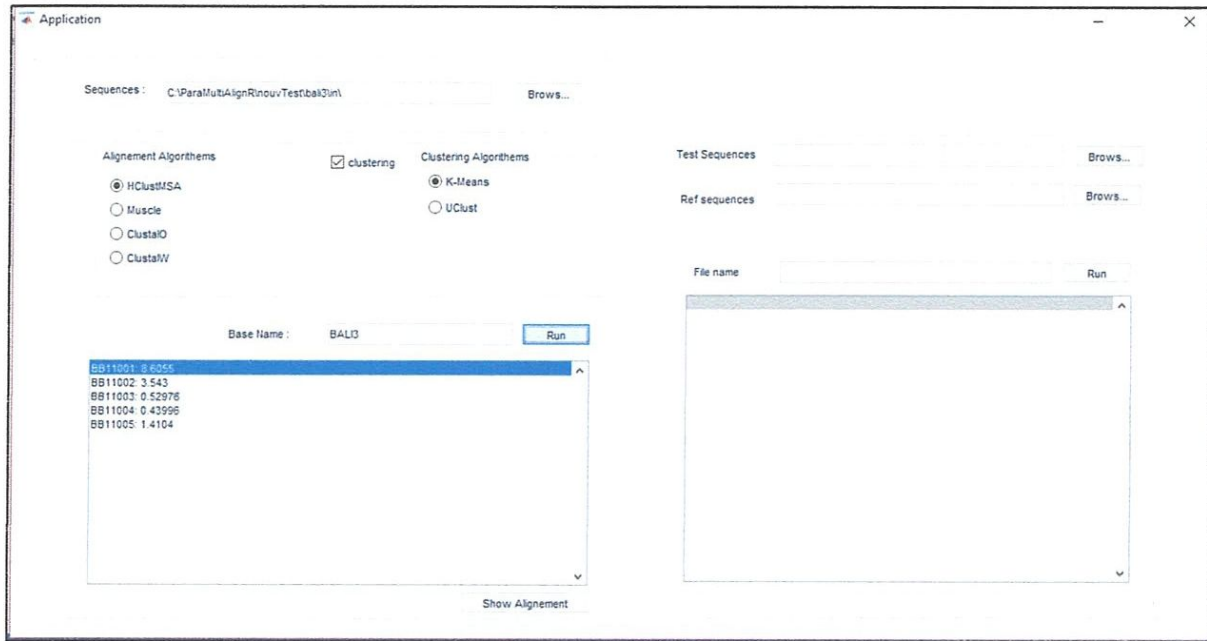 Application
Sequences : C:\ParaMultiAlignR\nouvTest\bali3\in\ Brows...
Alignement Algorithems
HClustMSA
Muscle
ClustalO
ClustalW
clustering
Clustering Algorithems
K-Means
UClust
Test Sequences Brows...
Ref sequences Brows...
File name Run
Base Name : BALI3 Run
BB11001: 8.6055
BB11002: 3.543
BB11003: 0.52976
BB11004: 0.43996
BB11005: 1.4104
Show Alignement